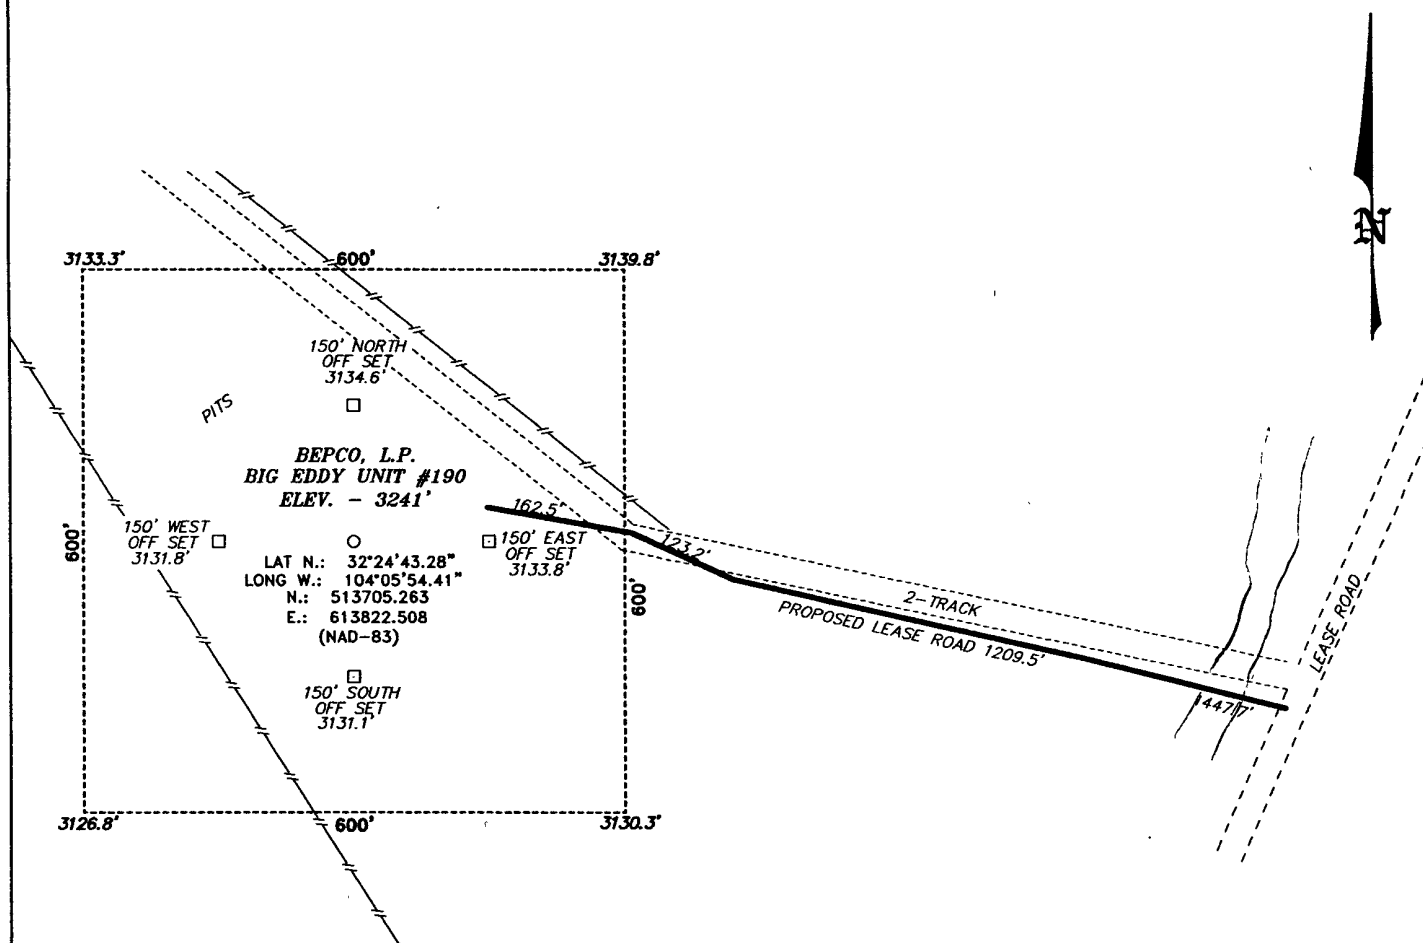 N
3133.3'
600'
3139.8'
150' NORTH
OFF SET
3134.6'
PITS
BEPCO, L.P.
BIG EDDY UNIT #190
ELEV. - 3241'
162.5'
600'
150' WEST
OFF SET
3131.8'
150' EAST
OFF SET
3133.8'
123.2'
LAT N.: 32°24'43.28"
LONG W.: 104°05'54.41"
N.: 513705.263
E.: 613822.508
(NAD-83)
600'
2-TRACK
PROPOSED LEASE ROAD 1209.5'
LEASE ROAD
150' SOUTH
OFF SET
3131.1'
1447.7'
3126.8'
600'
3130.3'